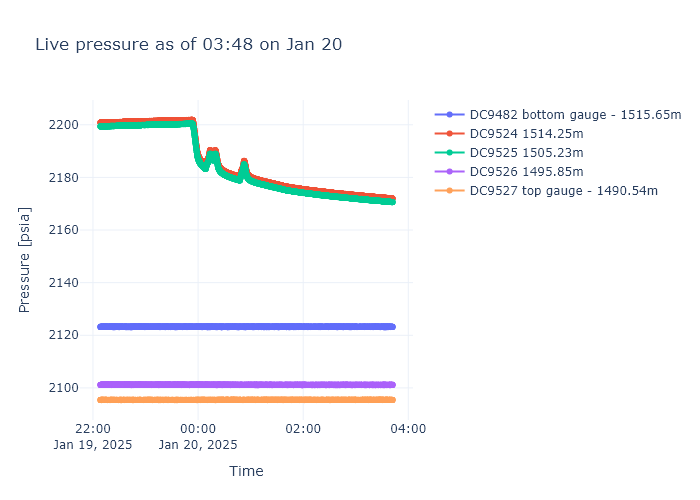 Live pressure as of 03:48 on Jan 20
DC9482 bottom gauge - 1515.65m
DC9524 1514.25m
DC9525 1505.23m
DC9526 1495.85m
DC9527 top gauge - 1490.54m
Pressure [psia]
2200
2180
2160
2140
2120
2100
22:00 00:00 02:00 04:00
Jan 19, 2025 Jan 20, 2025
Time